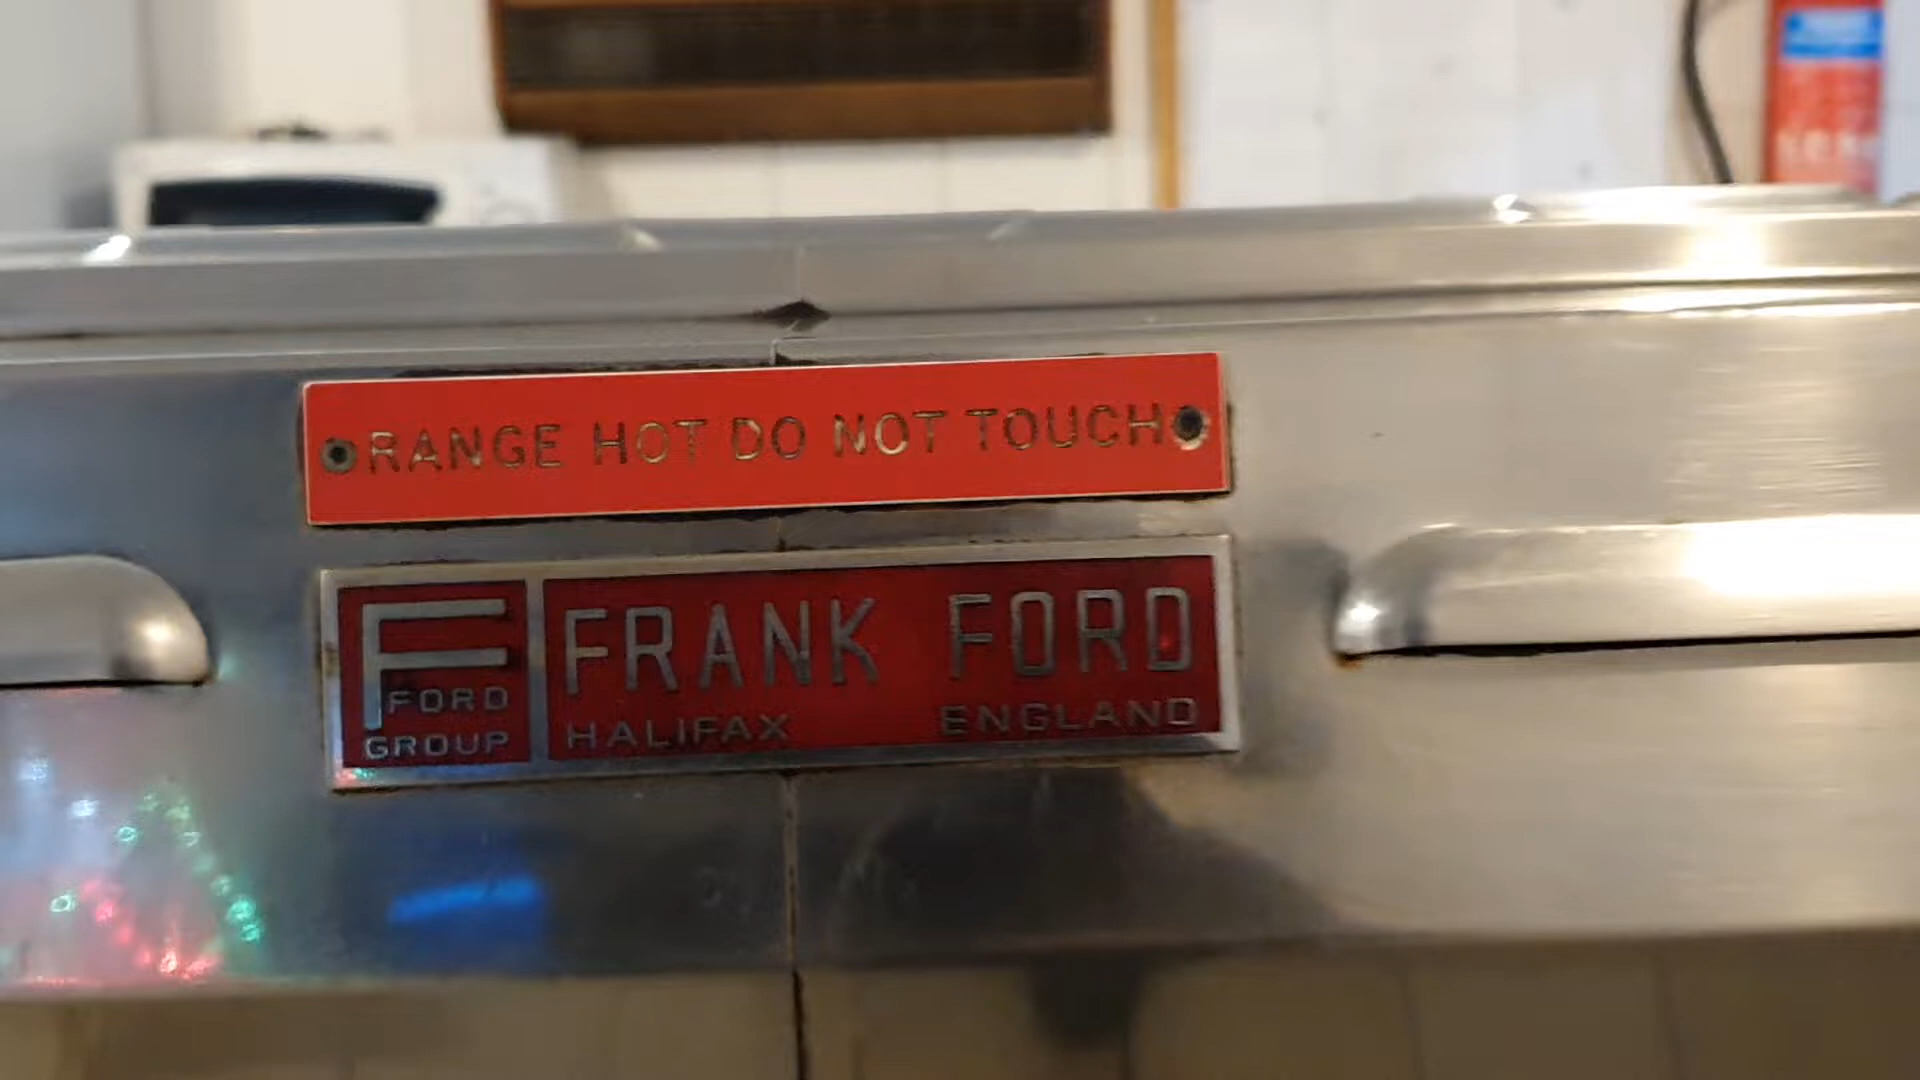 RANGE HOT DO NOT TOUCH
F FRANK FORD
FORD
GROUP
HALIFAX ENGLAND